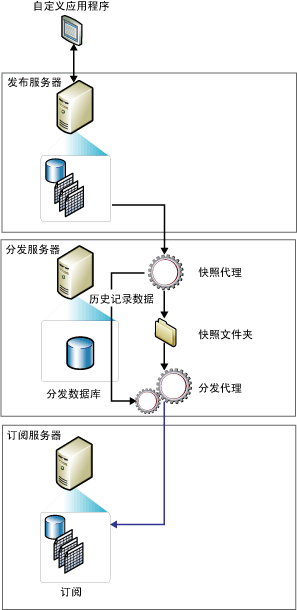 自定义应用程序
发布服务器
分发服务器
快照代理
历史记录数据
快照文件夹
分发数据库
分发代理
订阅服务器
订阅